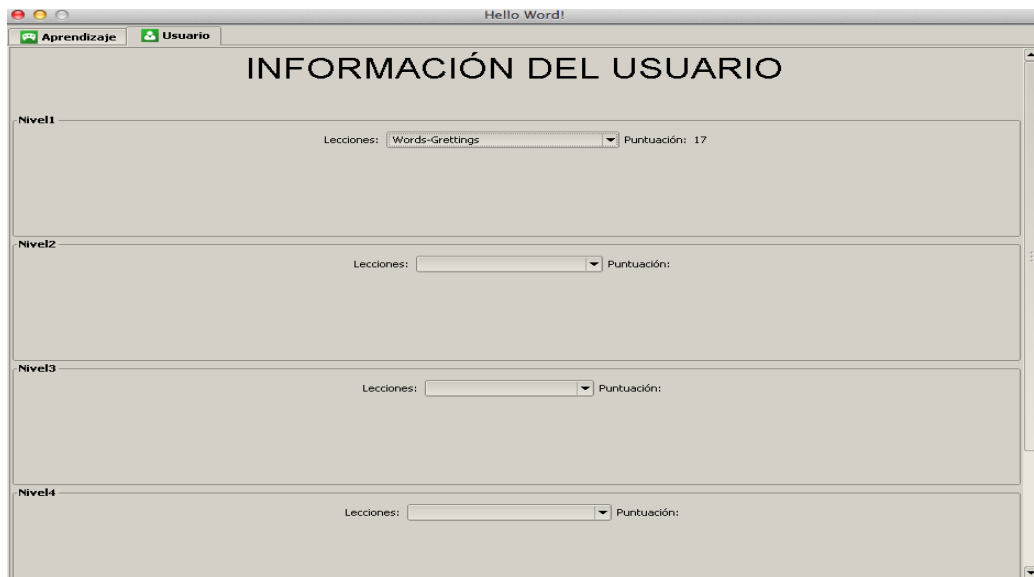 Hello Word!
Aprendizaje Usuario
INFORMACIÓN DEL USUARIO
Nivel1
Lecciones: Words-Grettings Puntuación: 17
Nivel2
Lecciones: Puntuación:
Nivel3
Lecciones: Puntuación:
Nivel4
Lecciones: Puntuación: